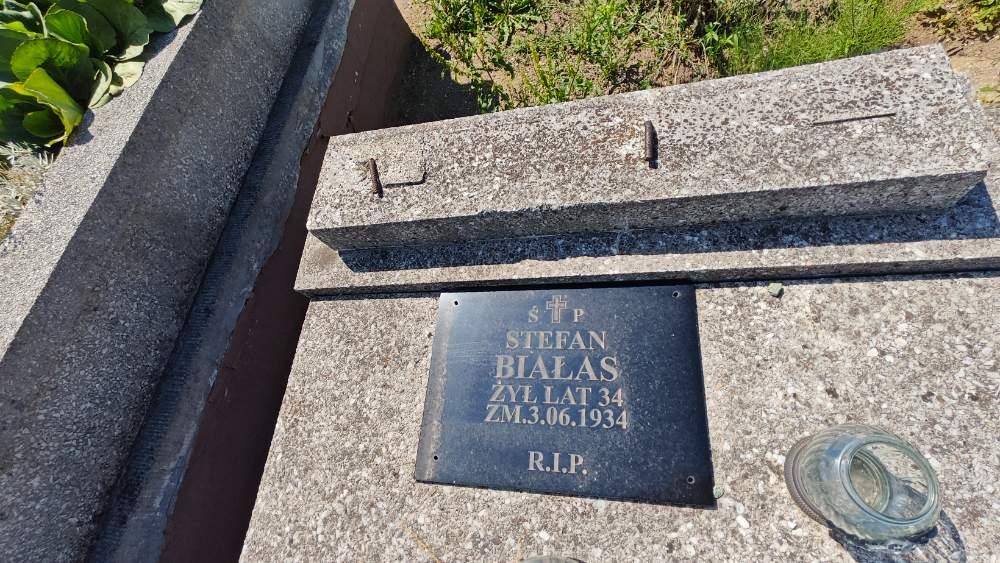 Ś P
STEFAN
BIAŁAS
ŻYŁ LAT 34
ZM.3.06.1934
R.I.P.